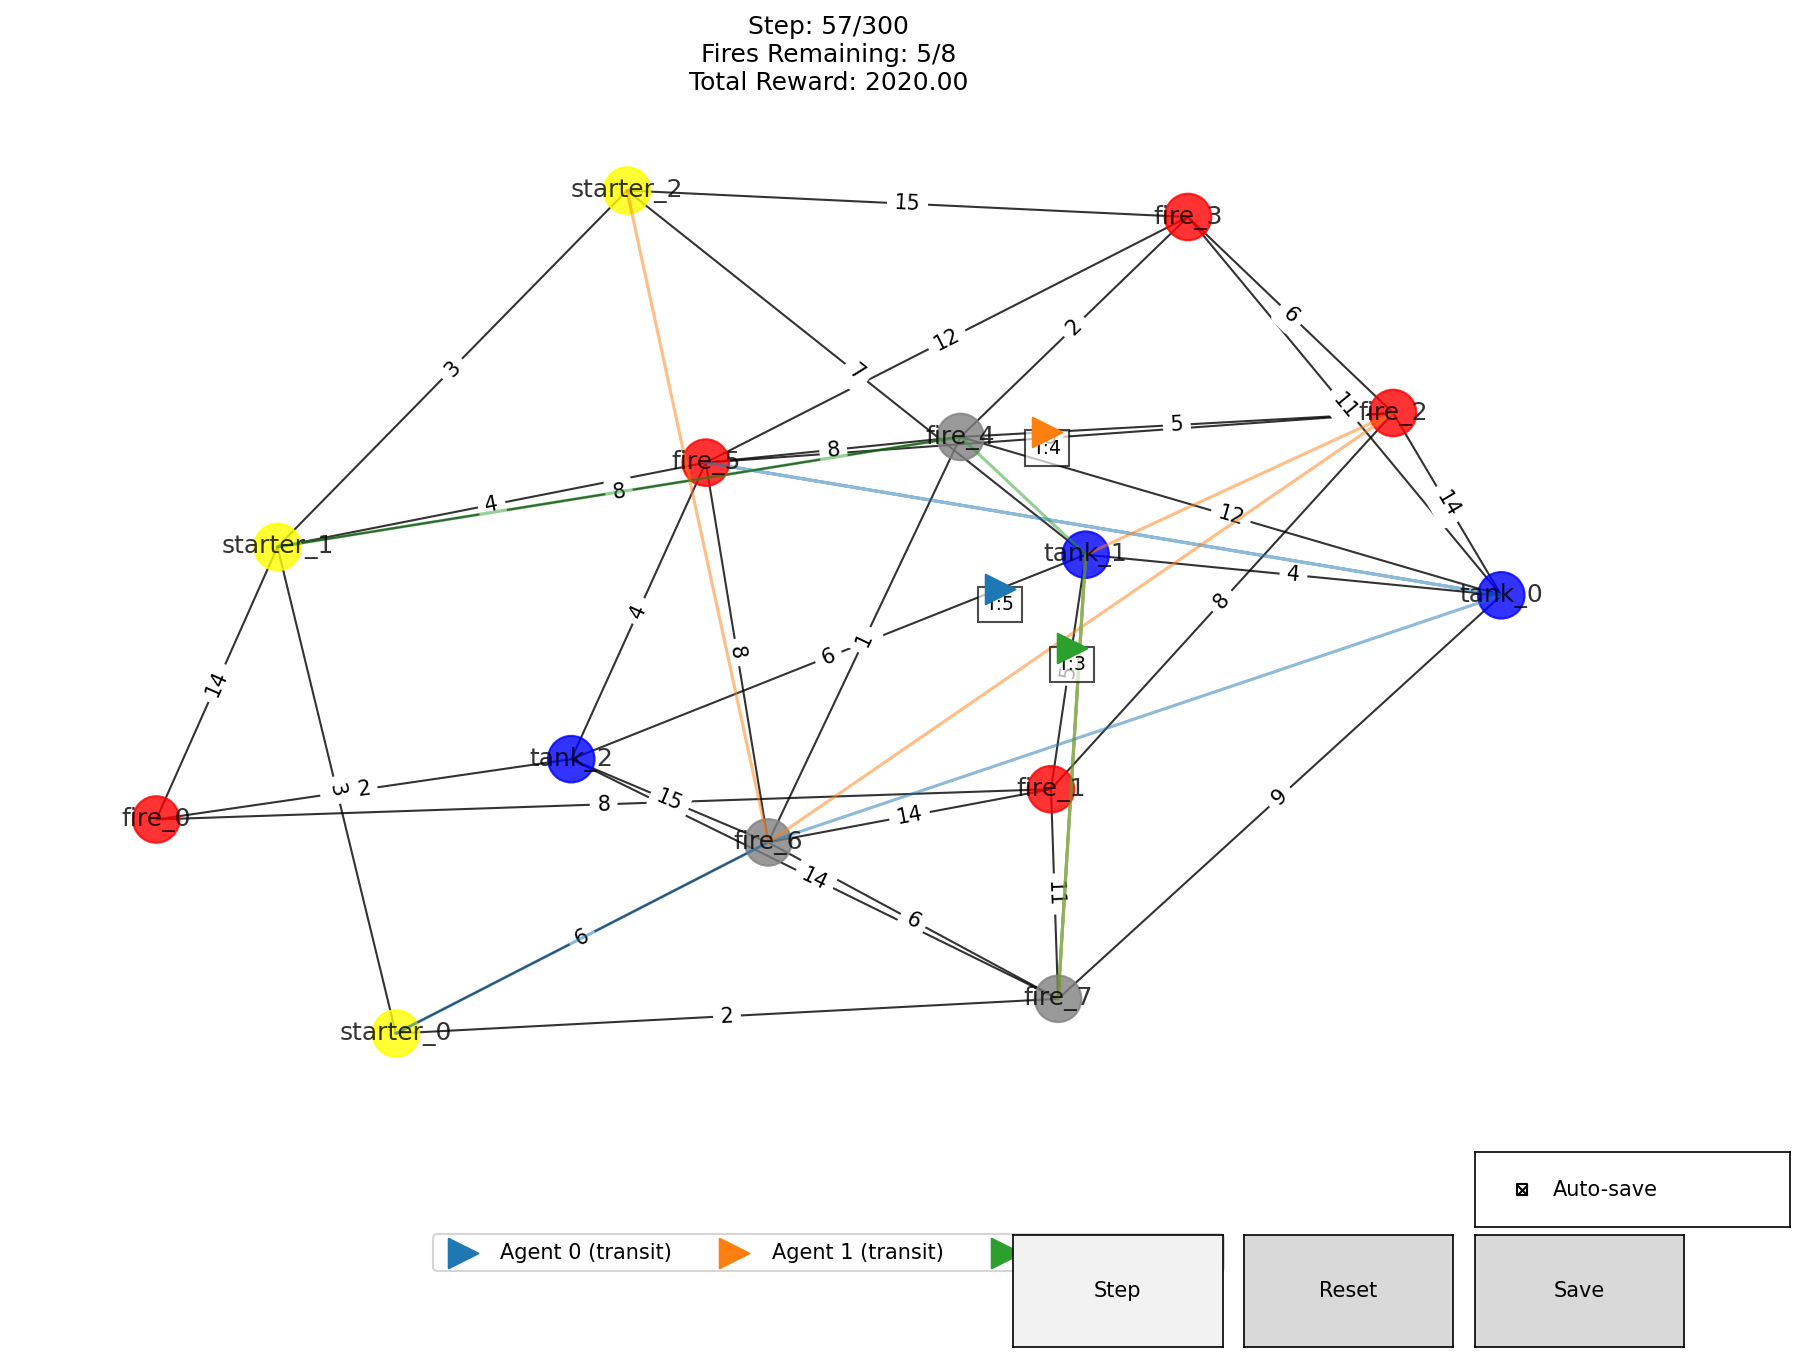 Step: 57/300
Fires Remaining: 5/8
Total Reward: 2020.00
starter_2
15
fire_3
6
2
12
3
7
11
fire_2
5
fire_4
8
T:4
fire_5
4
8
14
12
starter_1
tank_1
4
tank_0
T:5
8
4
6
1
8
T:3
5
14
tank_2
3
2
15
8
fire_1
14
9
fire_0
fire_6
14
11
6
6
fire_7
2
starter_0
Auto-save
Agent 0 (transit)
Agent 1 (transit)
Step
Reset
Save